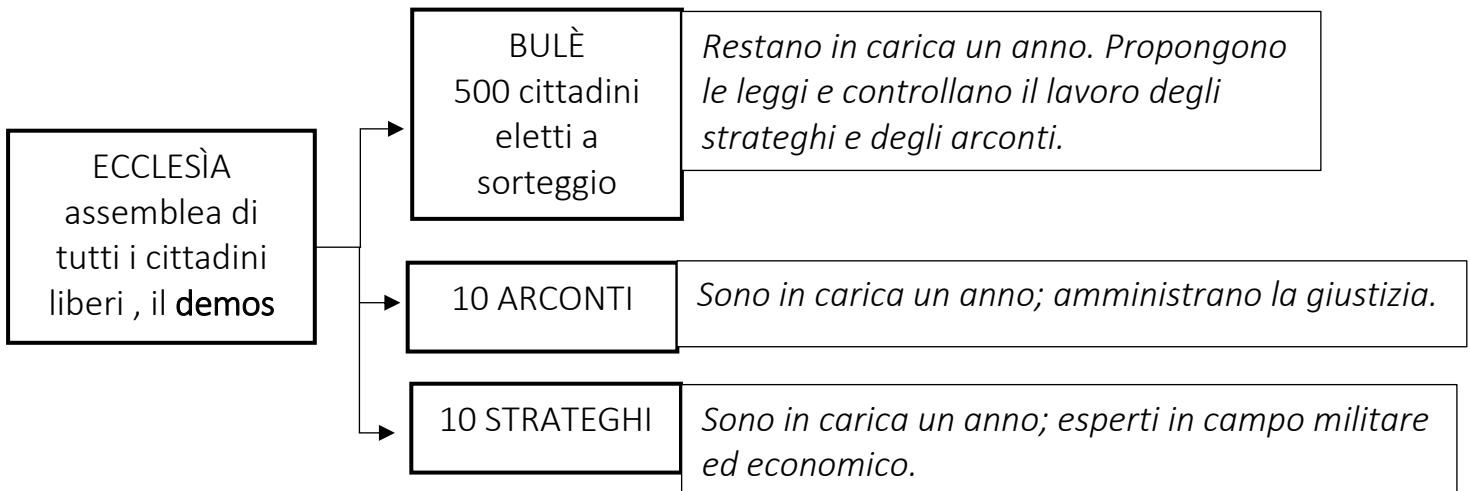 ECCLESÌA
assemblea di
tutti i cittadini
liberi , il demos
BULÈ
500 cittadini
eletti a
sorteggio
Restano in carica un anno. Propongono
le leggi e controllano il lavoro degli
strateghi e degli arconti.
10 ARCONTI
Sono in carica un anno; amministrano la giustizia.
10 STRATEGHI
Sono in carica un anno; esperti in campo militare
ed economico.